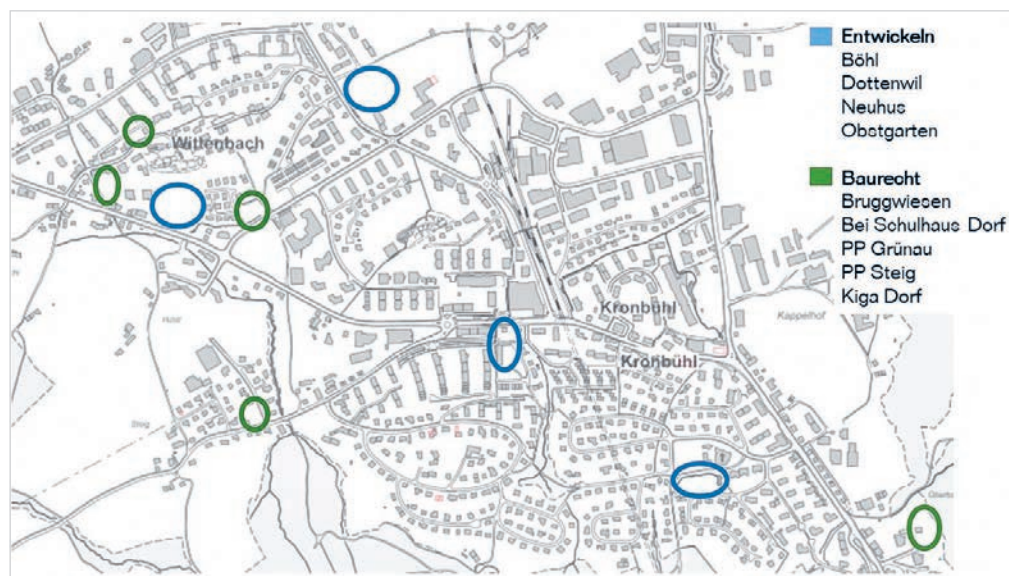 Entwickeln
Böhl
Dottenwil
Neuhus
Obstgarten
Baurecht
Bruggwiesen
Bei Schulhaus Dorf
PP Grünau
PP Steig
Kiga Dorf
Wittenbach
Kronbühl
Kappelhof
Kronbühl
Steig